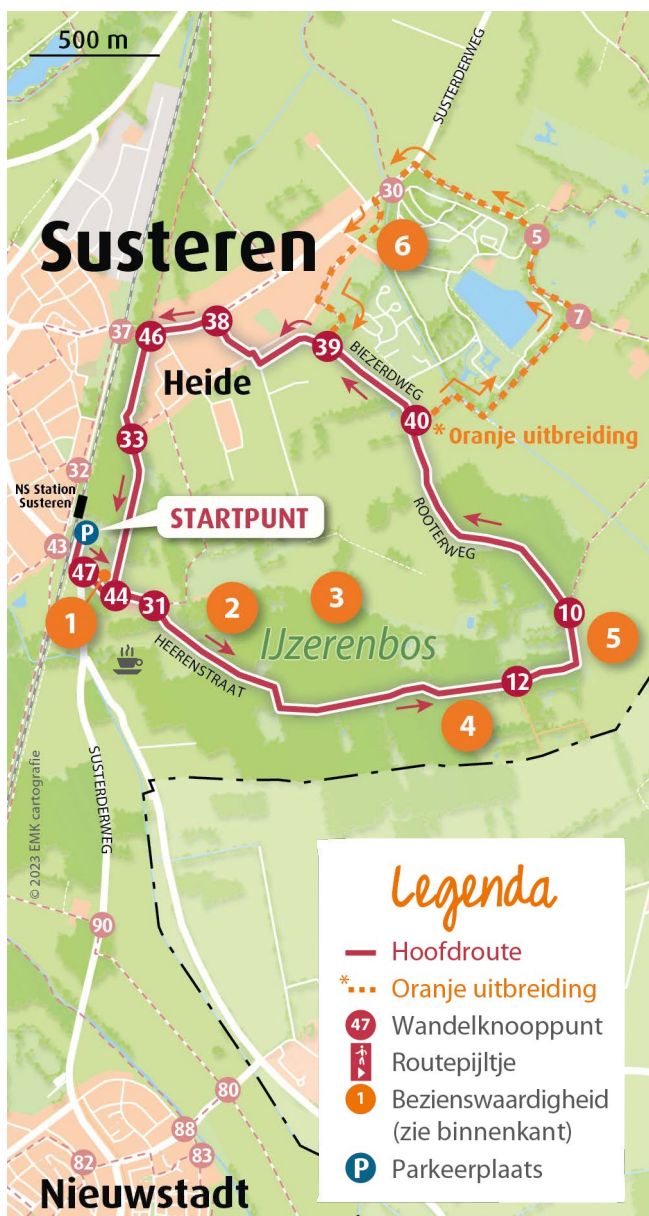 500 m
SUSTERDERWEG
30
Susteren
6
5
7
37
46
38
39
BIEZERDWEG
Heide
40
* Oranje uitbreiding
33
32
NS Station
Susteren
P
STARTPUNT
43
ROOTERWEG
47
44
31
1
2
3
10
5
HEERENSTRAAT
IJzerenbos
12
4
SUSTERDERWEG
© 2023 EMK cartografie
90
80
88
82
83
Nieuwstadt
Legenda
Hoofdroute
* Oranje uitbreiding
47 Wandelknooppunt
Routepijltje
1 Bezienswaardigheid
(zie binnenkant)
P Parkeerplaats